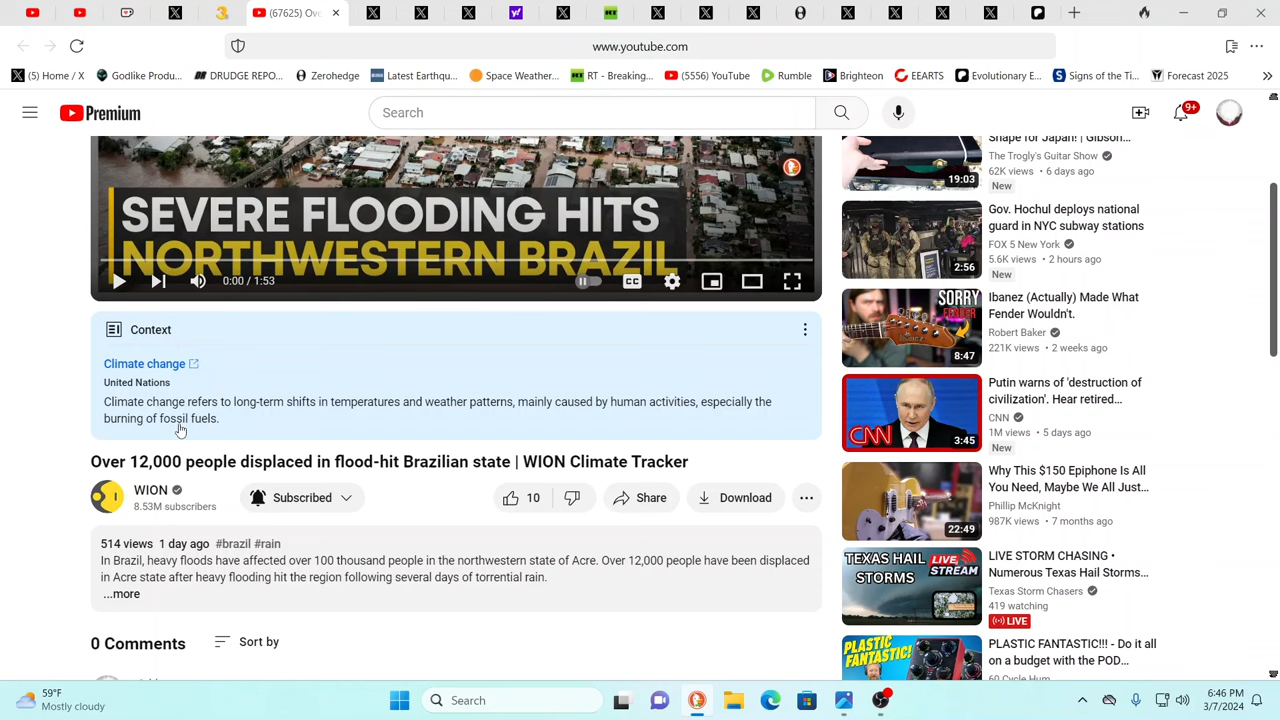 (67625) Ov
www.youtube.com
(5) Home / X
Godlike Produ...
DRUDGE REPO...
Zerohedge
Latest Earthqu...
Space Weather...
RT - Breaking...
(5556) YouTube
Rumble
Brighteon
EEARTS
Evolutionary E...
Signs of the Ti...
Forecast 2025
Premium
Search
9+
SEVERE FLOODING HITS
NORTHWESTERN BRAZIL
0:00 / 1:53
CC
Context
Climate change
United Nations
Climate change refers to long-term shifts in temperatures and weather patterns, mainly caused by human activities, especially the
burning of fossil fuels.
Over 12,000 people displaced in flood-hit Brazilian state | WION Climate Tracker
WION
8.53M subscribers
Subscribed
10
Share
Download
514 views 1 day ago #brazil #rain
In Brazil, heavy floods have affected over 100 thousand people in the northwestern state of Acre. Over 12,000 people have been displaced
in Acre state after heavy flooding hit the region following several days of torrential rain.
...more
0 Comments
Sort by
Shape for Japan! | Gibson...
The Trogly's Guitar Show
62K views • 6 days ago
New
19:03
Gov. Hochul deploys national
guard in NYC subway stations
FOX 5 New York
5.6K views • 2 hours ago
New
2:56
SORRY
FENDER
Ibanez (Actually) Made What
Fender Wouldn't.
Robert Baker
221K views • 2 weeks ago
8:47
Putin warns of 'destruction of
civilization'. Hear retired...
CNN
1M views • 5 days ago
New
CNN
3:45
Why This $150 Epiphone Is All
You Need, Maybe We All Just...
Phillip McKnight
987K views • 7 months ago
22:49
TEXAS HAIL
STORMS
LIVE
STREAM
LIVE STORM CHASING •
Numerous Texas Hail Storms...
Texas Storm Chasers
419 watching
LIVE
PLASTIC
FANTASTIC!
PLASTIC FANTASTIC!!! - Do it all
on a budget with the POD...
60 Cycle Hum
59°F
Mostly cloudy
Search
6:46 PM
3/7/2024